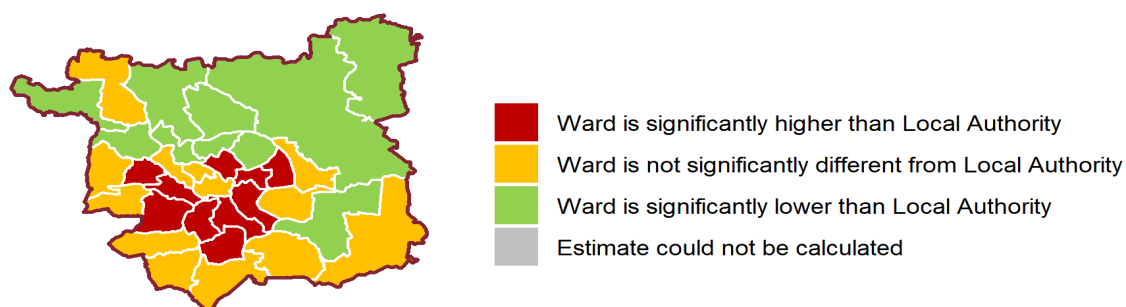 Ward is significantly higher than Local Authority
Ward is not significantly different from Local Authority
Ward is significantly lower than Local Authority
Estimate could not be calculated